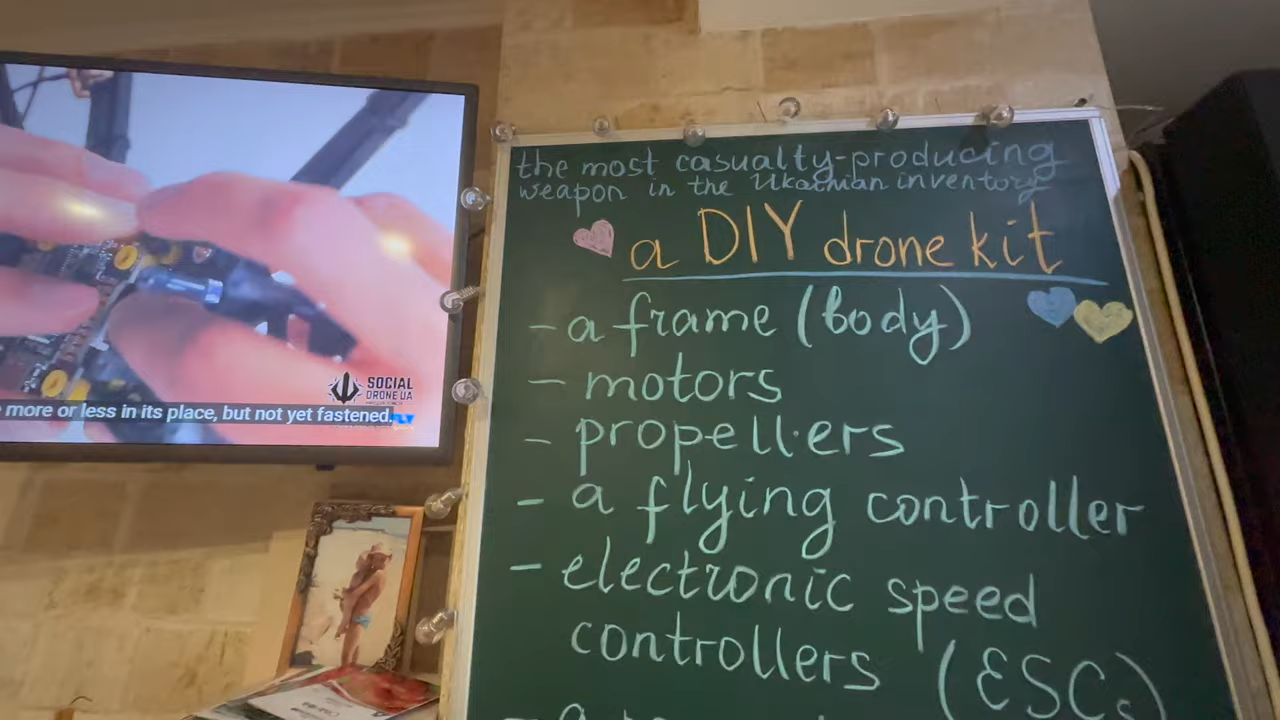 SOCIAL
DRONE UA
more or less in its place, but not yet fastened.
the most casualty-producing
weapon in the Ukrainian inventory
a DIY drone kit
- a frame (body)
- motors
- propellers
- a flying controller
- electronic speed
controllers (ESCs)
- a